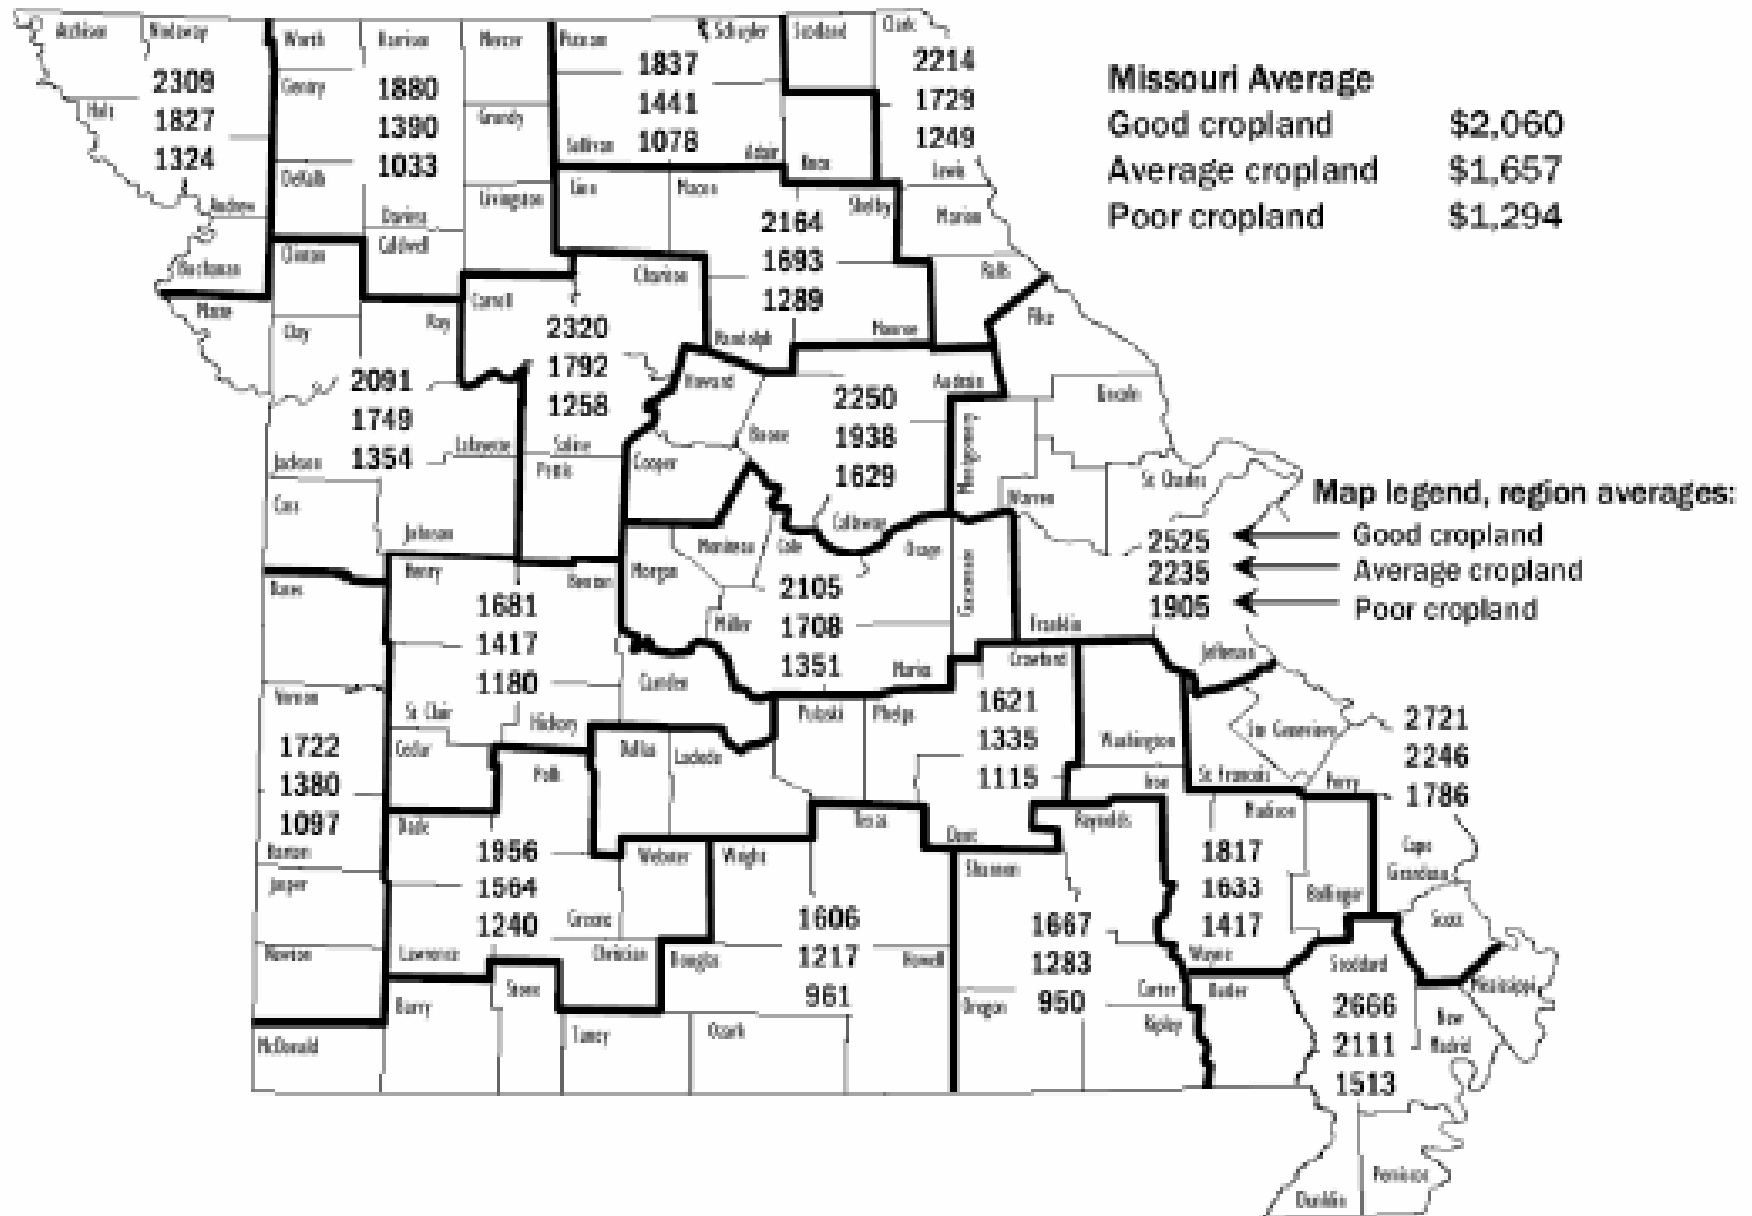 Atchison
Nodaway
Worth
Harrison
Mercer
Putnam
Schuyler
Scotland
Clark
2309
1827
1324
Holt
Gentry
1880
1390
1033
Grundy
1837
1441
1078
Sullivan
Adair
Knox
2214
1729
1249
Lewis
Missouri Average
Good cropland $2,060
Average cropland $1,657
Poor cropland $1,294
Andrew
DeKalb
Daviess
Livingston
Linn
Macon
Shelby
Marion
Buchanan
Clinton
Caldwell
Carroll
Chariton
2164
1693
1289
Ralls
Platte
Clay
Ray
Randolph
Monroe
Pike
2320
1792
1258
2091
1749
1354
Jackson
Lafayette
Saline
Pettis
Howard
Boone
Cooper
2250
1938
1629
Audrain
Callaway
Montgomery
Lincoln
Warren
St. Charles
Map legend, region averages:
2525 Good cropland
2235 Average cropland
1905 Poor cropland
Cass
Johnson
Bates
Henry
Benton
1681
1417
1180
Morgan
Moniteau
Cole
Osage
Gasconade
Miller
2105
1708
1351
Maries
Franklin
Jefferson
Vernon
St. Clair
Hickory
Camden
Cedar
Polk
Dallas
Laclede
Pulaski
Phelps
Crawford
1621
1335
1115
Washington
Iron
St. Francois
Ste Genevieve
Perry
2721
2246
1786
1722
1380
1097
Barton
Jasper
Newton
McDonald
Dade
1956
1564
1240
Greene
Webster
Lawrence
Christian
Barry
Stone
Taney
Wright
Texas
Dent
1606
1217
961
Douglas
Howell
Ozark
Reynolds
Shannon
1667
1283
950
Oregon
Carter
Ripley
Madison
1817
1633
1417
Bollinger
Wayne
Cape
Girardeau
Scott
Butler
Stoddard
Mississippi
2666
2111
1513
New
Madrid
Dunklin
Pemiscot